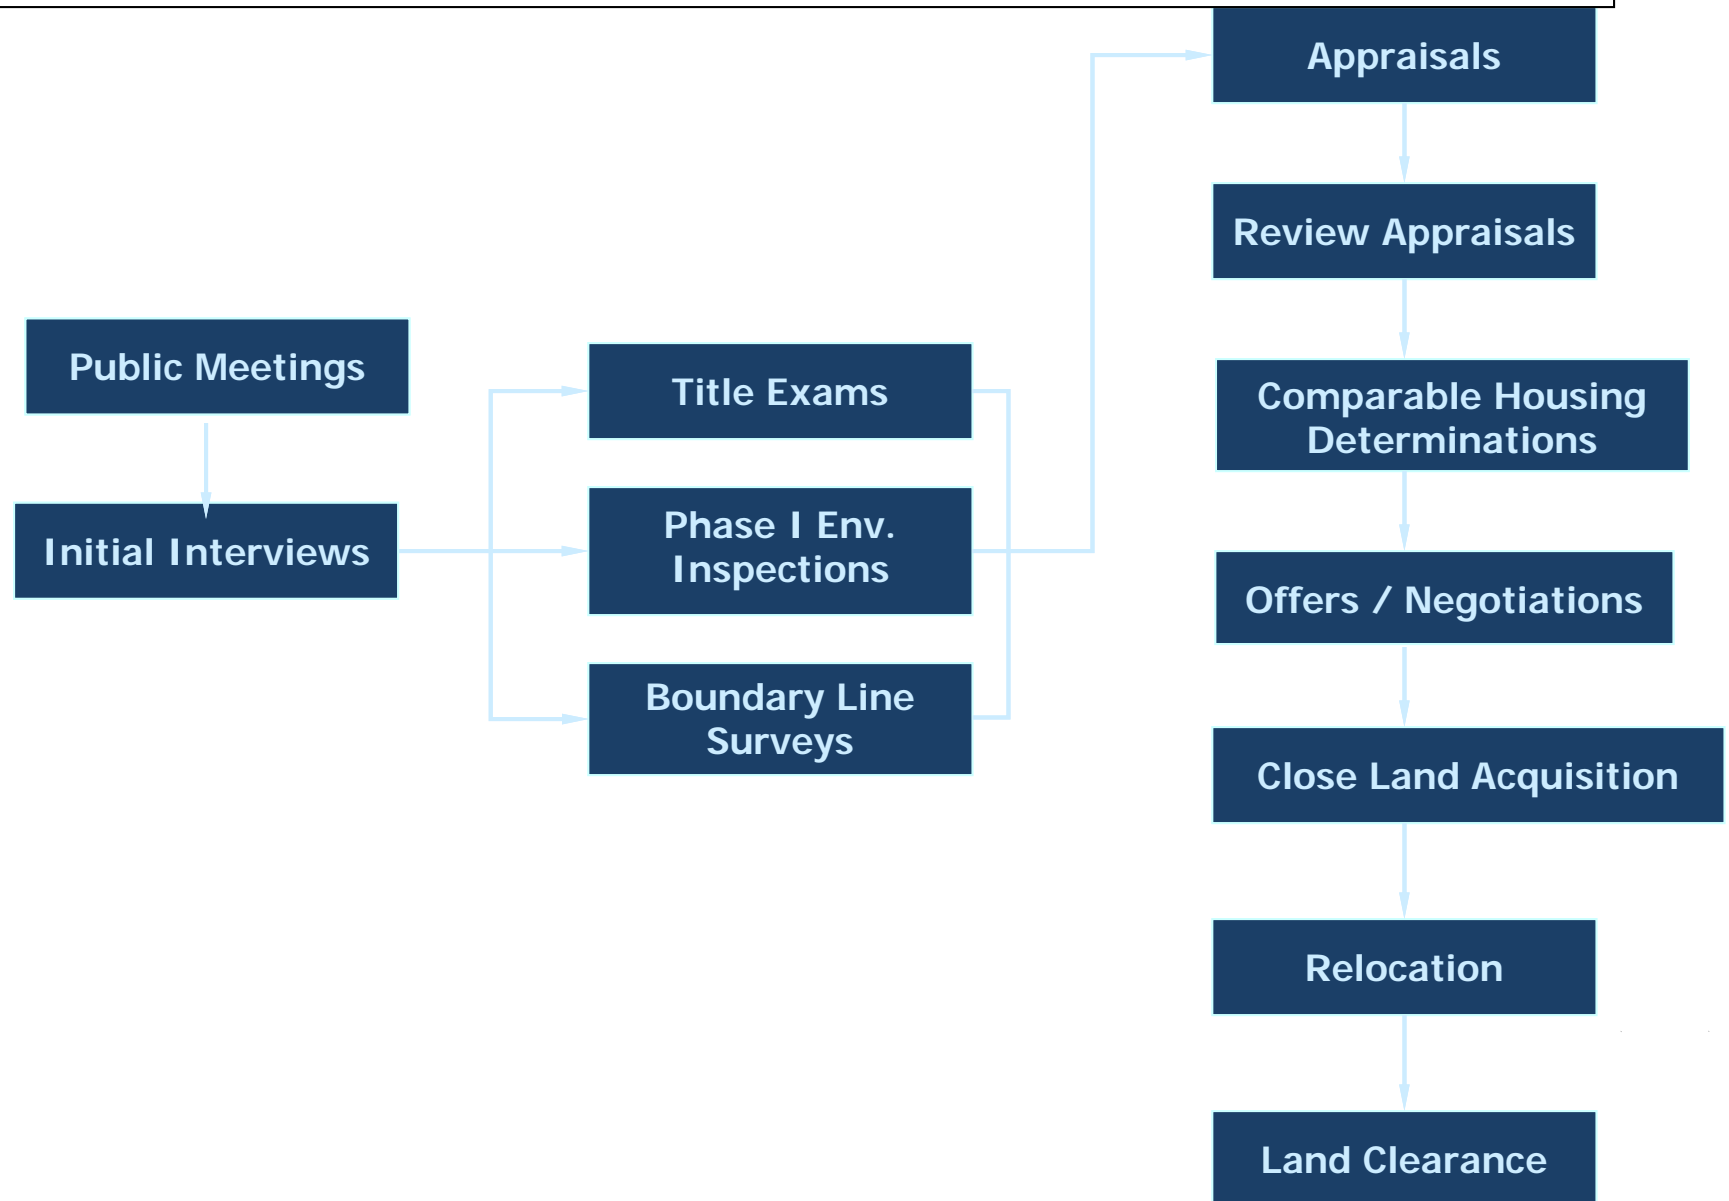 Public Meetings
Initial Interviews
Title Exams
Phase I Env.
Inspections
Boundary Line
Surveys
Appraisals
Review Appraisals
Comparable Housing
Determinations
Offers / Negotiations
Close Land Acquisition
Relocation
Land Clearance